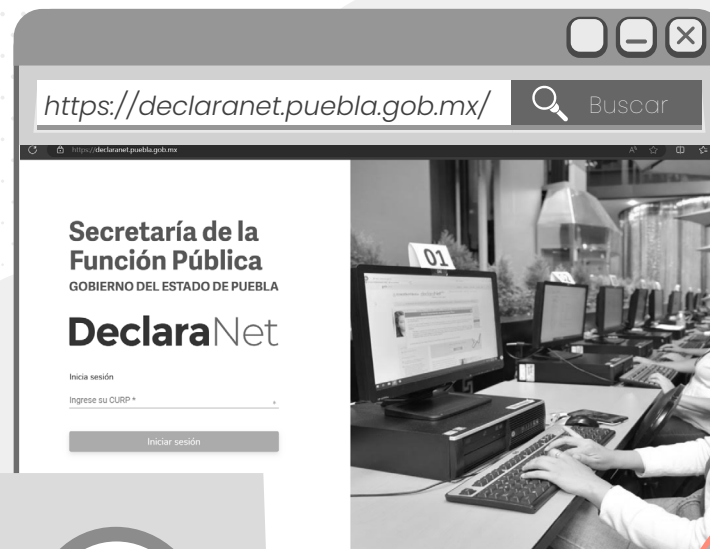 https://declaranet.puebla.gob.mx/
Buscar
https://declaranet.puebla.gob.mx
Secretaría de la
Función Pública
GOBIERNO DEL ESTADO DE PUEBLA
DeclaraNet
Inicia sesión
Ingrese su CURP *
Iniciar sesión
01